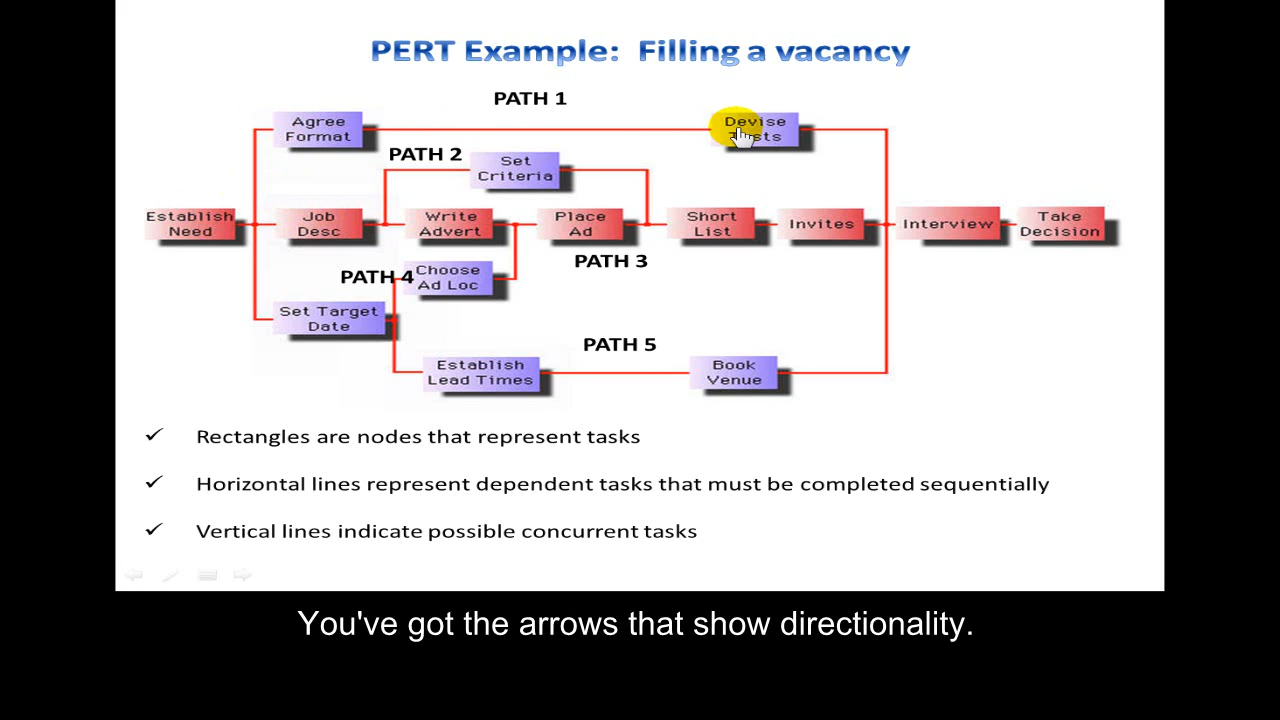 PERT Example: Filling a vacancy
PATH 1
Agree
Format
Devise
Tests
PATH 2
Set
Criteria
Establish
Need
Job
Desc
Write
Advert
Place
Ad
Short
List
Invites
Interview
Take
Decision
PATH 3
PATH 4
Choose
Ad Loc
Set Target
Date
PATH 5
Establish
Lead Times
Book
Venue
✓ Rectangles are nodes that represent tasks
✓ Horizontal lines represent dependent tasks that must be completed sequentially
✓ Vertical lines indicate possible concurrent tasks
You've got the arrows that show directionality.